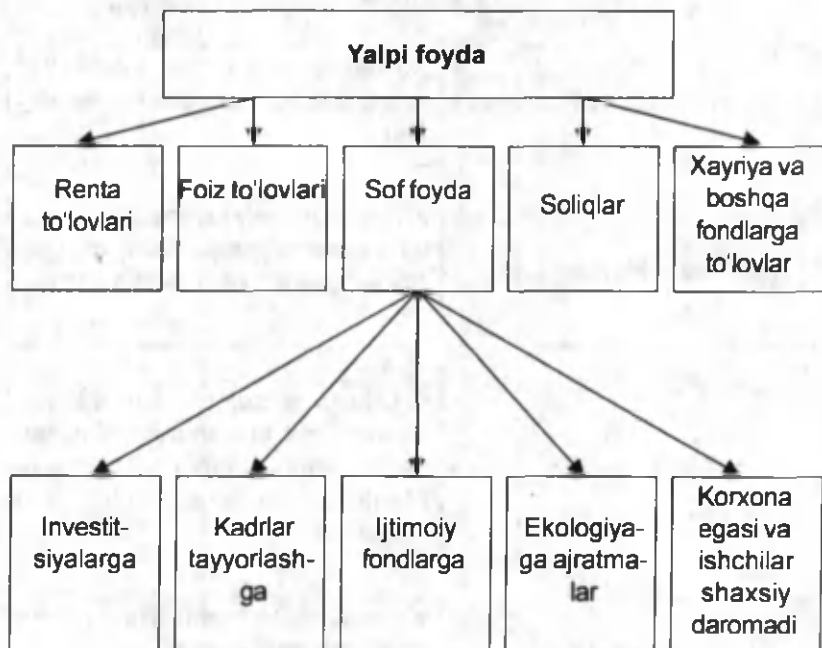 Yalpi foyda
Renta
to'lovlari
Foiz to'lovlari
Sof foyda
Soliqlar
Xayriya va
boshqa
fondlarga
to'lovlar
Investit-
siyalarga
Kadrlar
tayyorlash-
ga
Ijtimoiy
fondlarga
Ekologiya-
ga ajratma-
lar
Korxona
egasi va
ishchilar
shaxsiy
daromadi